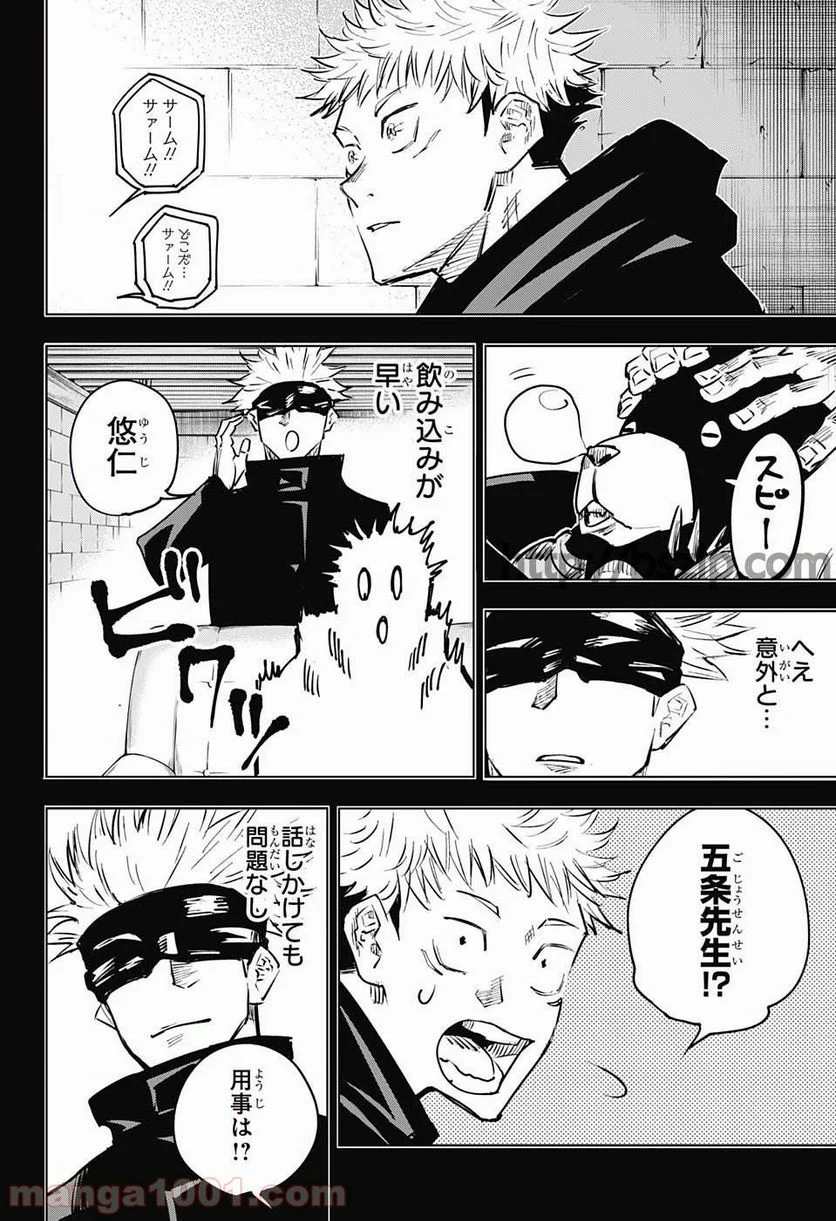 サーム!!
サァーム!!
どこだ…
サァーム!!
スピー
へえ
意外と…
飲み込みが
早い
悠仁
ビクッ
五条先生!?
話しかけても
問題なし
用事は!?
manga1001.com